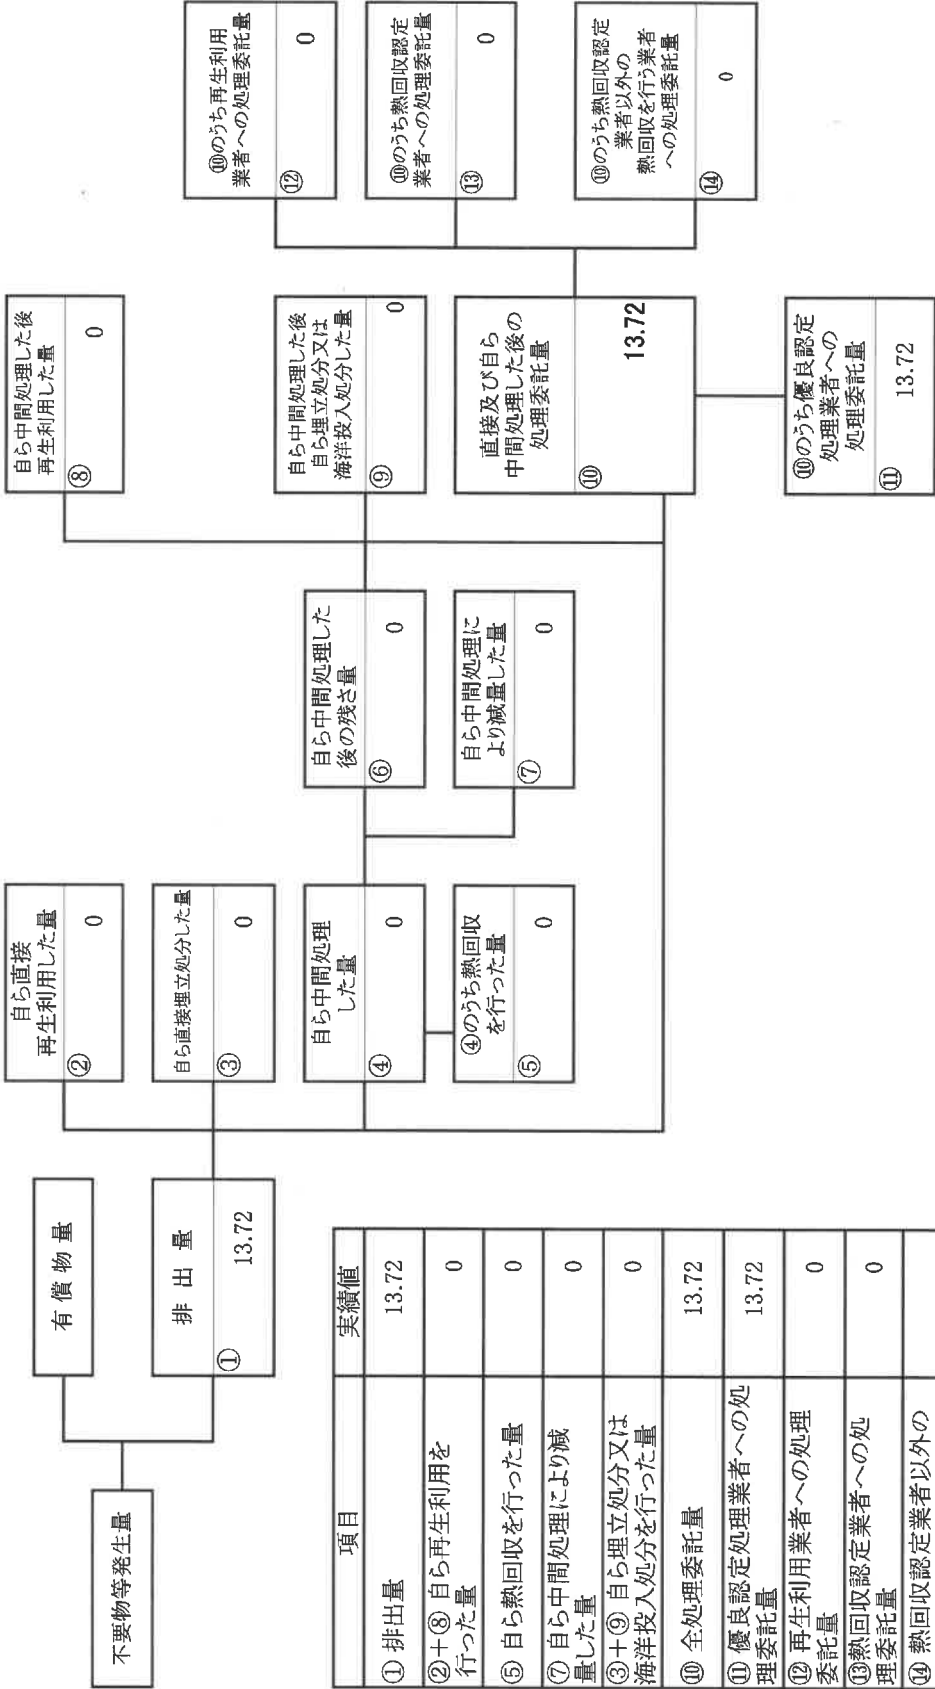 不要物等発生量
有償物量
排出量
①
13.72
自ら直接
再生利用した量
②
0
自ら直接埋立処分した量
③
0
自ら中間処理
した量
④
0
④のうち熱回収
を行った量
⑤
0
自ら中間処理した
後の残さ量
⑥
0
自ら中間処理に
より減量した量
⑦
0
自ら中間処理した後
再生利用した量
⑧
0
自ら中間処理した後
自ら埋立処分又は
海洋投入処分した量
⑨
0
直接及び自ら
中間処理した後の
処理委託量
⑩
13.72
⑩のうち優良認定
処理業者への
処理委託量
⑪
13.72
⑩のうち再生利用
業者への処理委託量
⑫
0
⑩のうち熱回収認定
業者への処理委託量
⑬
0
⑩のうち熱回収認定
業者以外の
熱回収を行う業者
への処理委託量
⑭
0
項目 実績値
① 排出量 13.72
②+⑧ 自ら再生利用を
行った量 0
⑤ 自ら熱回収を行った量 0
⑦ 自ら中間処理により減
量した量 0
③+⑨ 自ら埋立処分又は
海洋投入処分を行った量 0
⑩ 全処理委託量 13.72
⑪ 優良認定処理業者への処
理委託量 13.72
⑫ 再生利用業者への処理
委託量 0
⑬熱回収認定業者への処
理委託量 0
⑭ 熱回収認定業者以外の